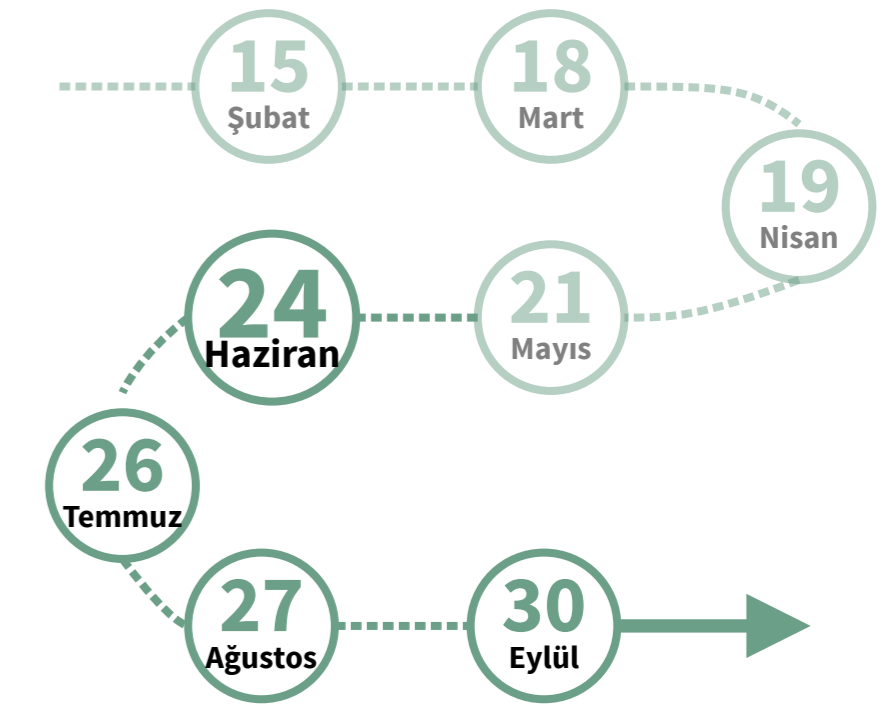 15
Şubat
18
Mart
19
Nisan
21
Mayıs
24
Haziran
26
Temmuz
27
Ağustos
30
Eylül